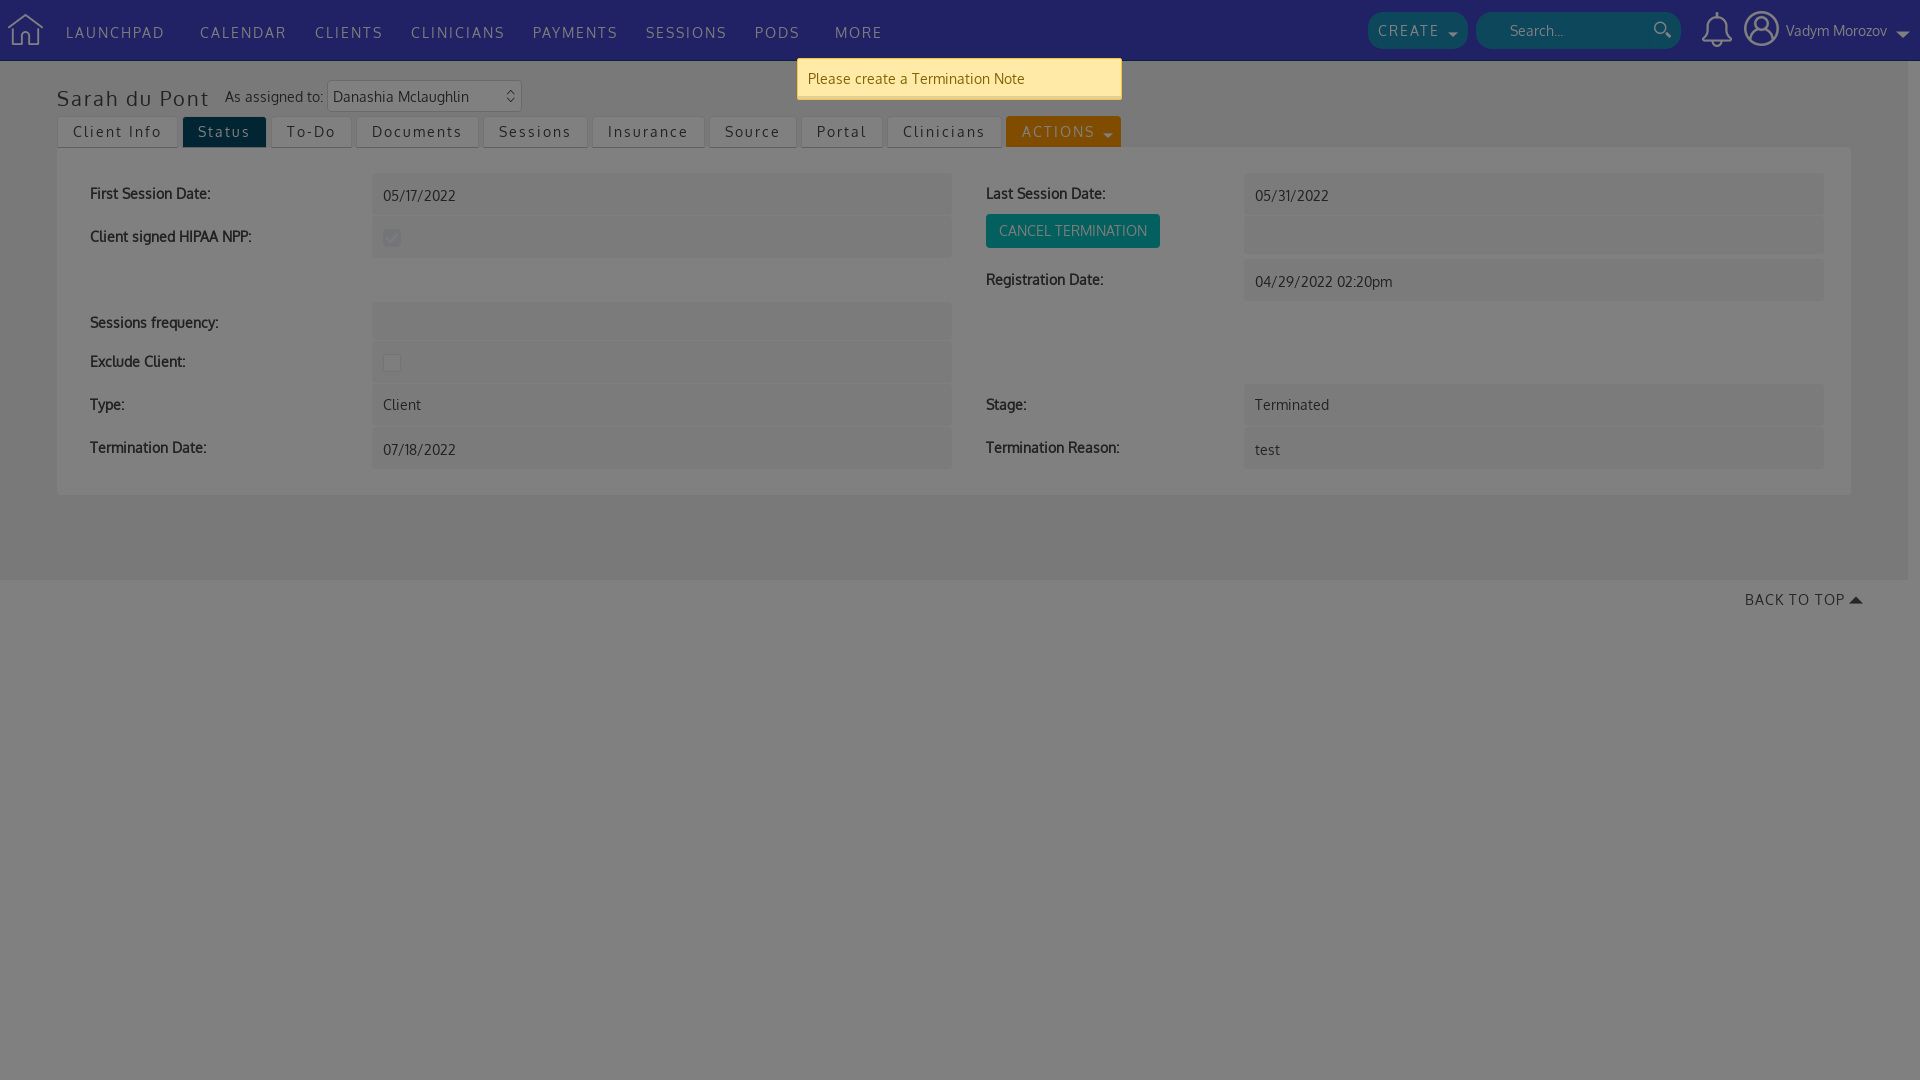 LAUNCHPAD CALENDAR CLIENTS CLINICIANS PAYMENTS SESSIONS PODS MORE CREATE Search... Vadym Morozov
Please create a Termination Note
Sarah du Pont As assigned to: Danashia Mclaughlin
Client Info Status To-Do Documents Sessions Insurance Source Portal Clinicians ACTIONS
First Session Date: 05/17/2022 Last Session Date: 05/31/2022
Client signed HIPAA NPP: CANCEL TERMINATION
Registration Date: 04/29/2022 02:20pm
Sessions frequency:
Exclude Client:
Type: Client Stage: Terminated
Termination Date: 07/18/2022 Termination Reason: test
BACK TO TOP